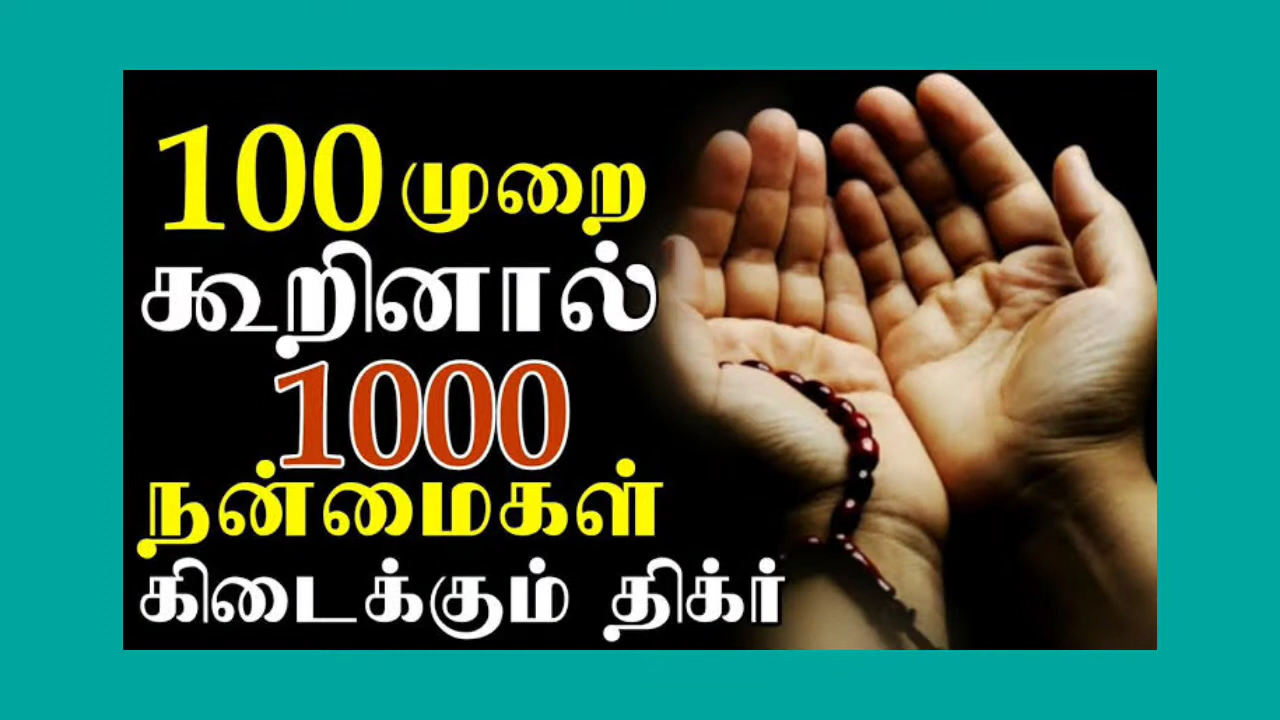 100 முறை
கூறினால்
1000
நன்மைகள்
கிடைக்கும் திக்ர்